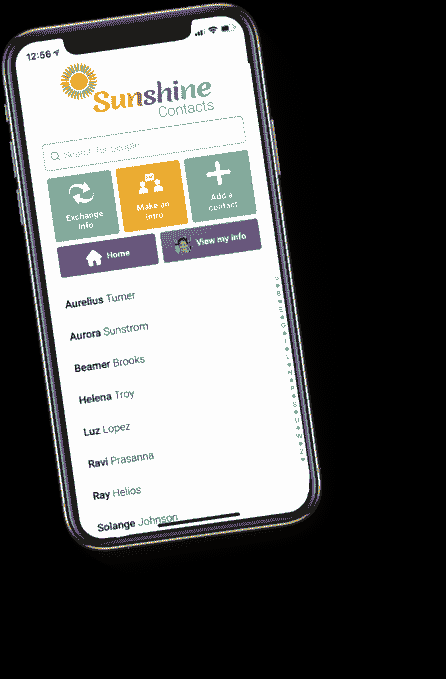 12:56
Sunshine
Contacts
Search for people
Exchange
Info
Make an
Intro
Add a
contact
Home
View my info
Aurelius Turner
Aurora Sunstrom
Beamer Brooks
Helena Troy
Luz Lopez
Ravi Prasanna
Ray Helios
Solange Johnson